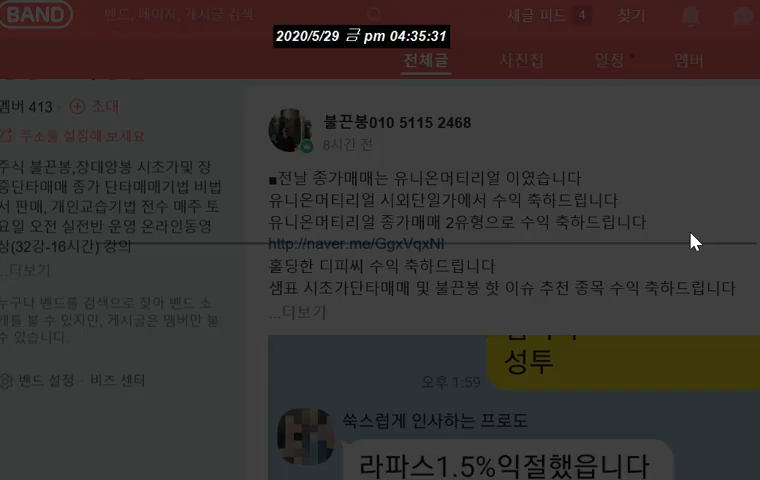 BAND
밴드, 페이지, 게시글 검색
새글 피드 4
찾기
2020/5/29 금 pm 04:35:31
전체글
사진첩
일정
멤버
멤버 413 · 초대
주소를 설정해 보세요
주식 불끈봉,장대양봉 시초가및 장
중단타매매 종가 단타매매기법 비법
서 판매, 개인교습기법 전수 매주 토
요일 오전 실전반 운영 온라인동영
상(32강-16시간) 강의
...더보기
누구나 밴드를 검색으로 찾아 밴드 소
개를 볼 수 있지만, 게시글은 멤버만 볼
수 있습니다.
밴드 설정 · 비즈 센터
불끈봉010 5115 2468
8시간 전
■전날 종가매매는 유니온머티리얼 이였습니다
유니온머티리얼 시외단일가에서 수익 축하드립니다
유니온머티리얼 종가매매 2유형으로 수익 축하드립니다
http://naver.me/GgxVqxNI
홀딩한 디피씨 수익 축하드립니다
샘표 시초가단타매매 및 불끈봉 핫 이슈 추천 종목 수익 축하드립니다
...더보기
성투
오후 1:59
쑥스럽게 인사하는 프로도
라파스1.5%익절했읍니다